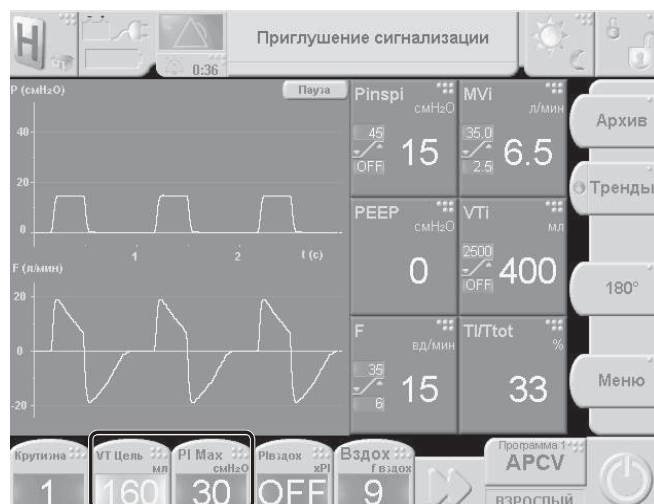 H
Приглушение сигнализации
0:36
P (смH2O)
Пауза
40
20
0
1
2
t (с)
F (л/мин)
20
0
-20
Pinspi
смH2O
45
OFF
15
MVi
л/мин
35.0
2.5
6.5
PEEP
смH2O
0
VTi
мл
2500
OFF
400
F
вд/мин
35
6
15
TI/Ttot
%
33
Архив
Тренды
180°
Меню
Крутизна
1
VT Цель
мл
160
PI Max
смH2O
30
PIвздох
xPI
OFF
Вздох
f вздох
9
Программа 1
APCV
ВЗРОСЛЫЙ